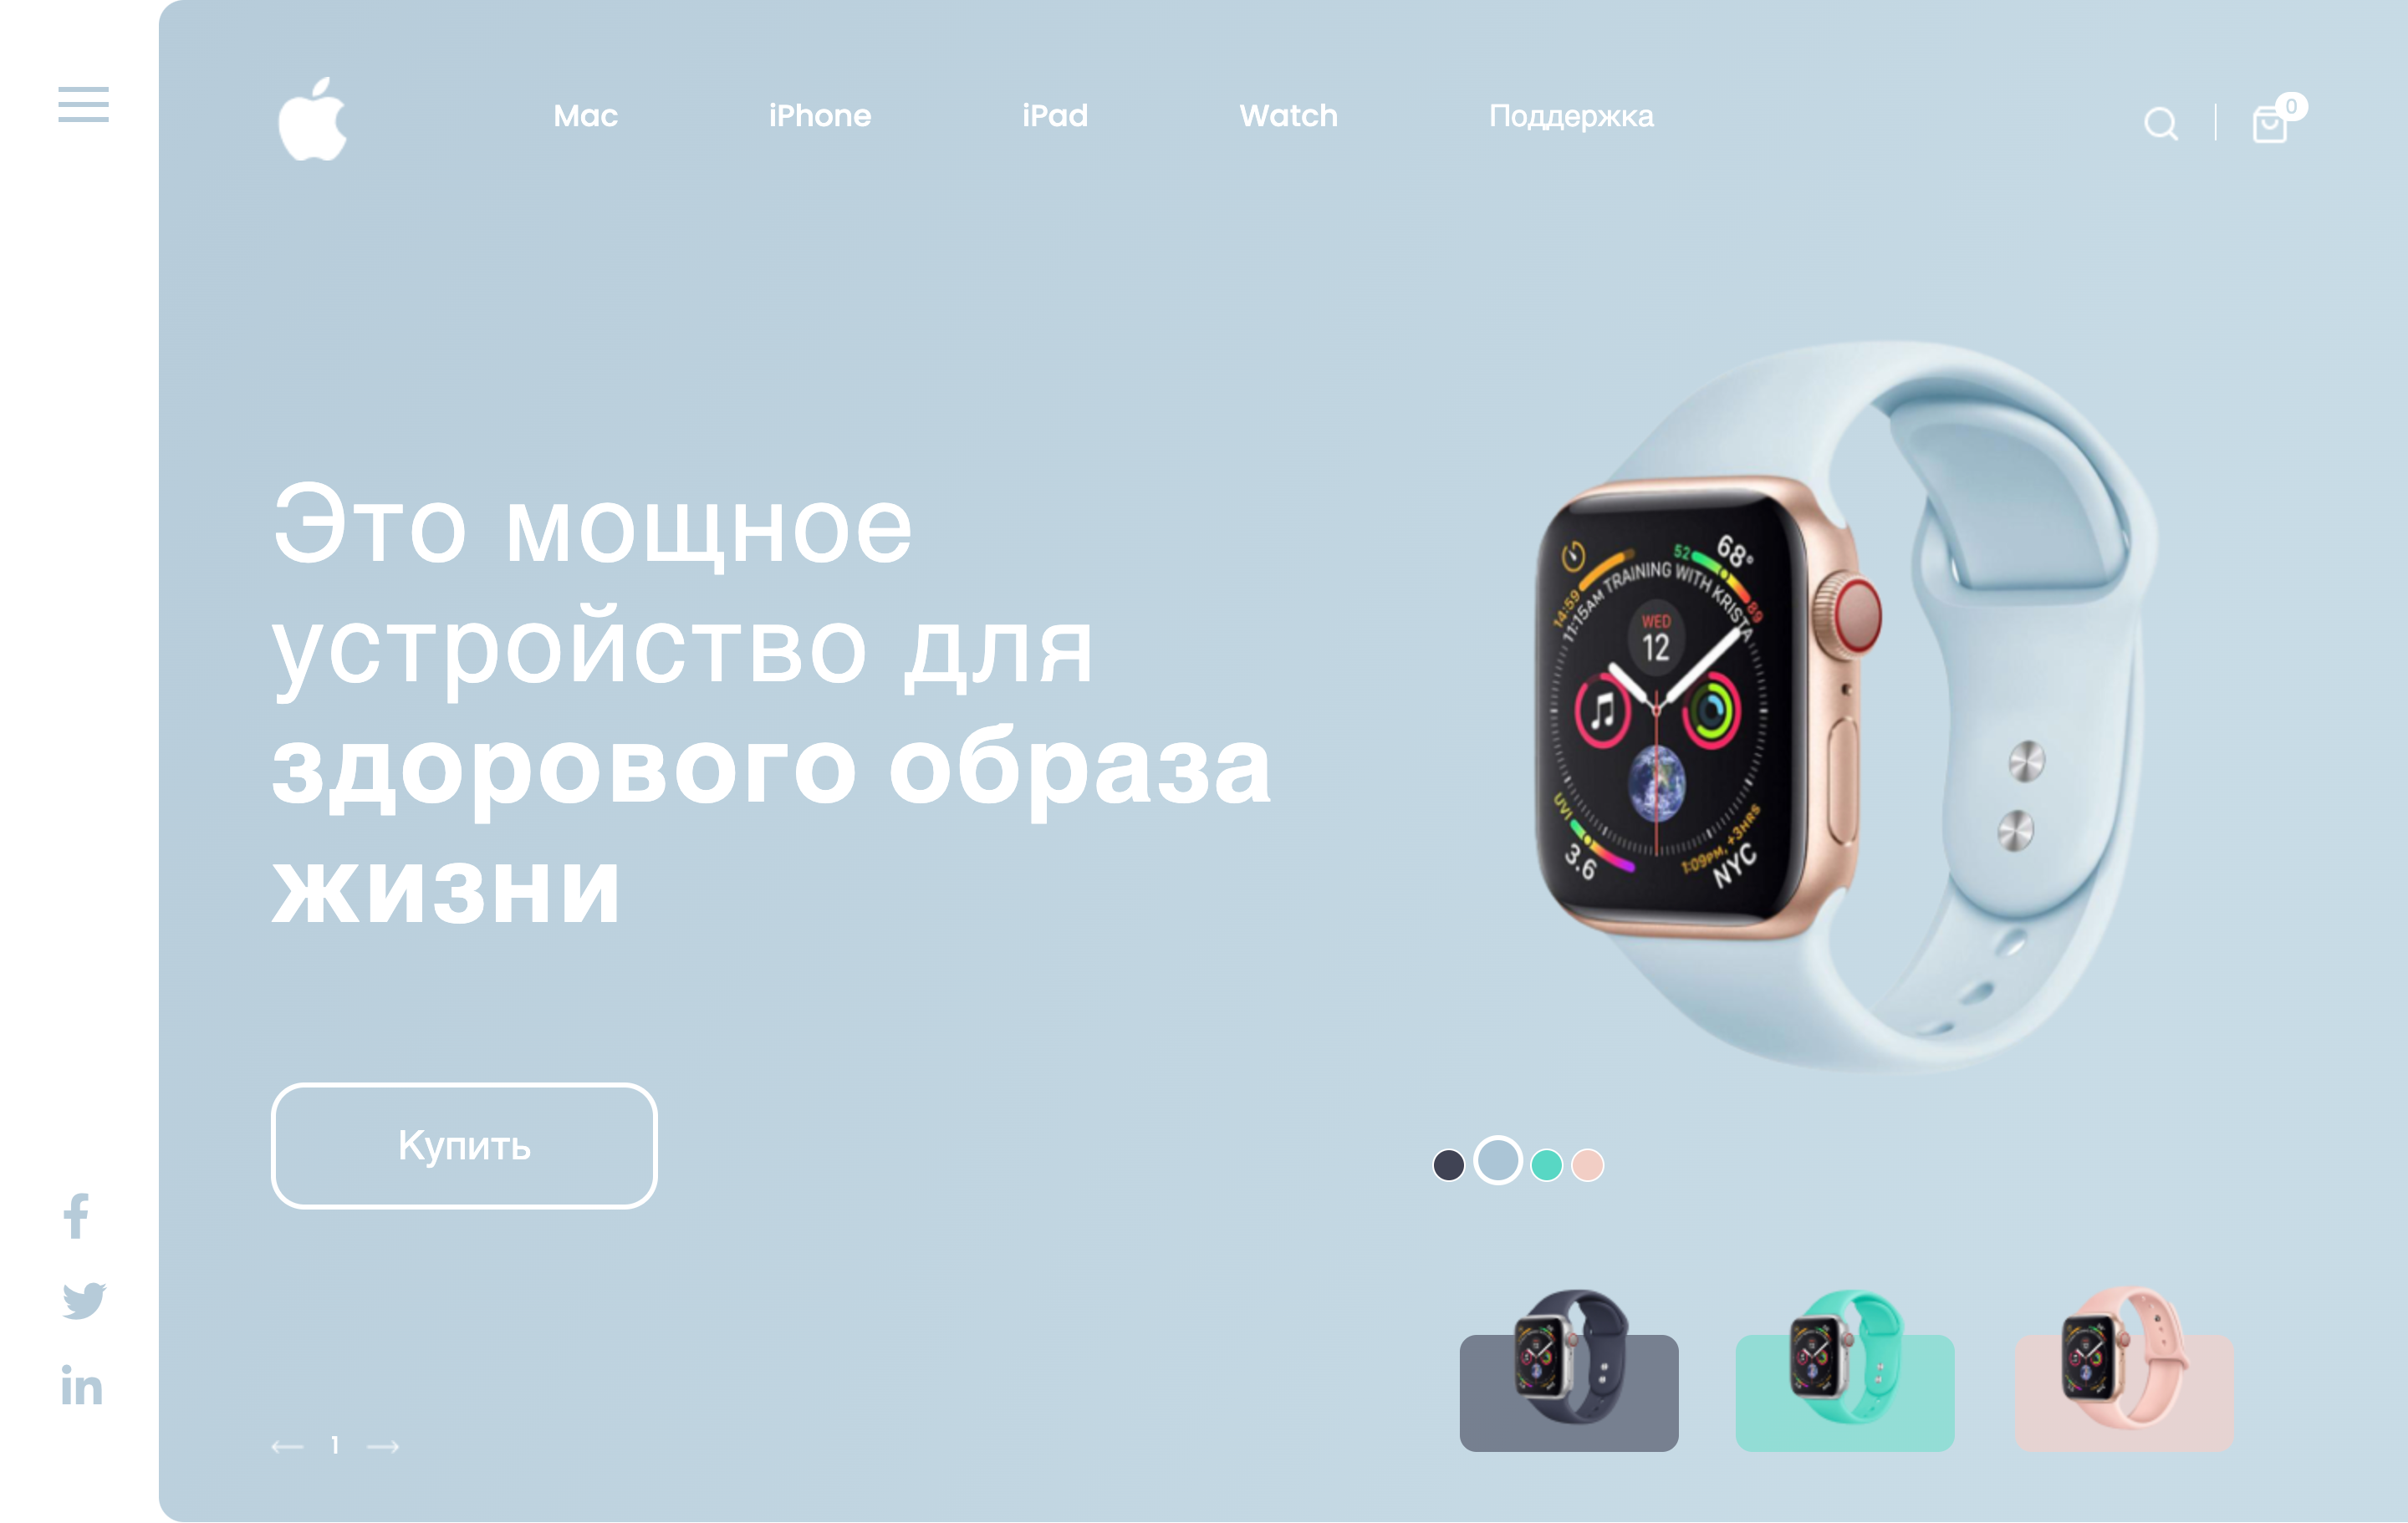 Mac
iPhone
iPad
Watch
Поддержка
0
Это мощное
устройство для
здорового образа
жизни
Купить
1
14:59
11:15AM TRAINING WITH KRISTA
52
68°
89
WED
12
UVI
3.6
1:09PM, +3HRS
NYC
f
in